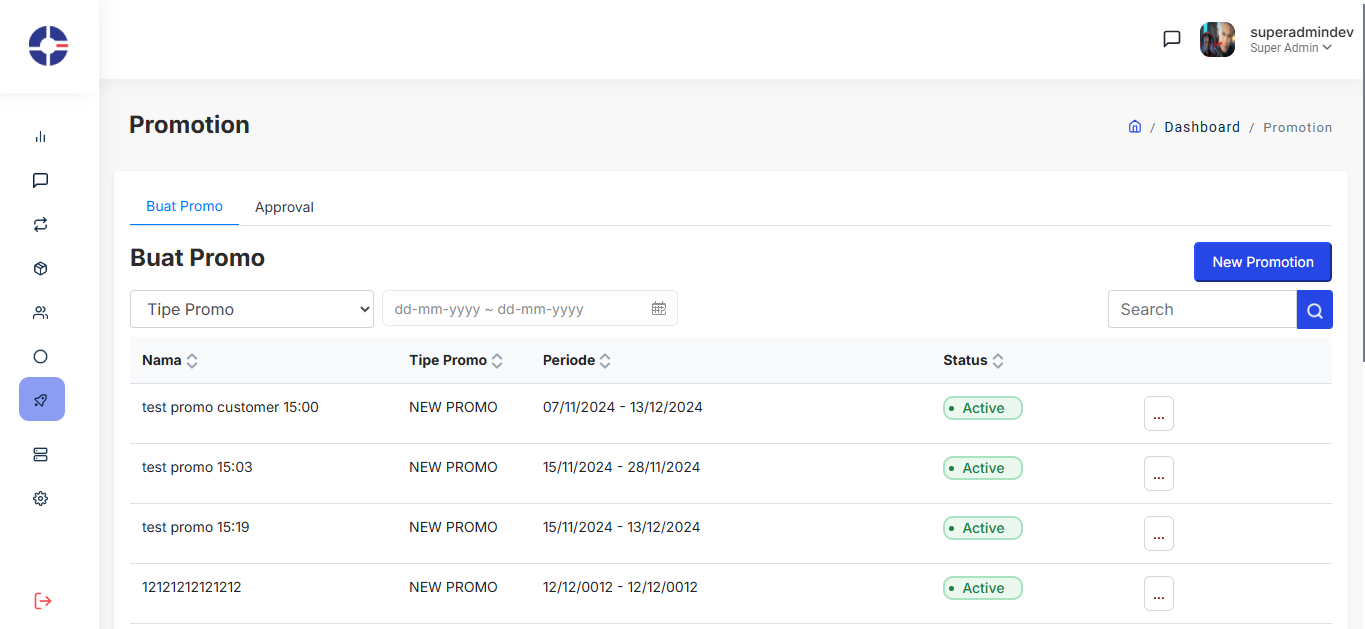 superadmindev
Super Admin
Promotion
/ Dashboard / Promotion
Buat Promo Approval
Buat Promo
New Promotion
Tipe Promo dd-mm-yyyy ~ dd-mm-yyyy Search
Nama Tipe Promo Periode Status
test promo customer 15:00 NEW PROMO 07/11/2024 - 13/12/2024 Active ...
test promo 15:03 NEW PROMO 15/11/2024 - 28/11/2024 Active ...
test promo 15:19 NEW PROMO 15/11/2024 - 13/12/2024 Active ...
12121212121212 NEW PROMO 12/12/0012 - 12/12/0012 Active ...